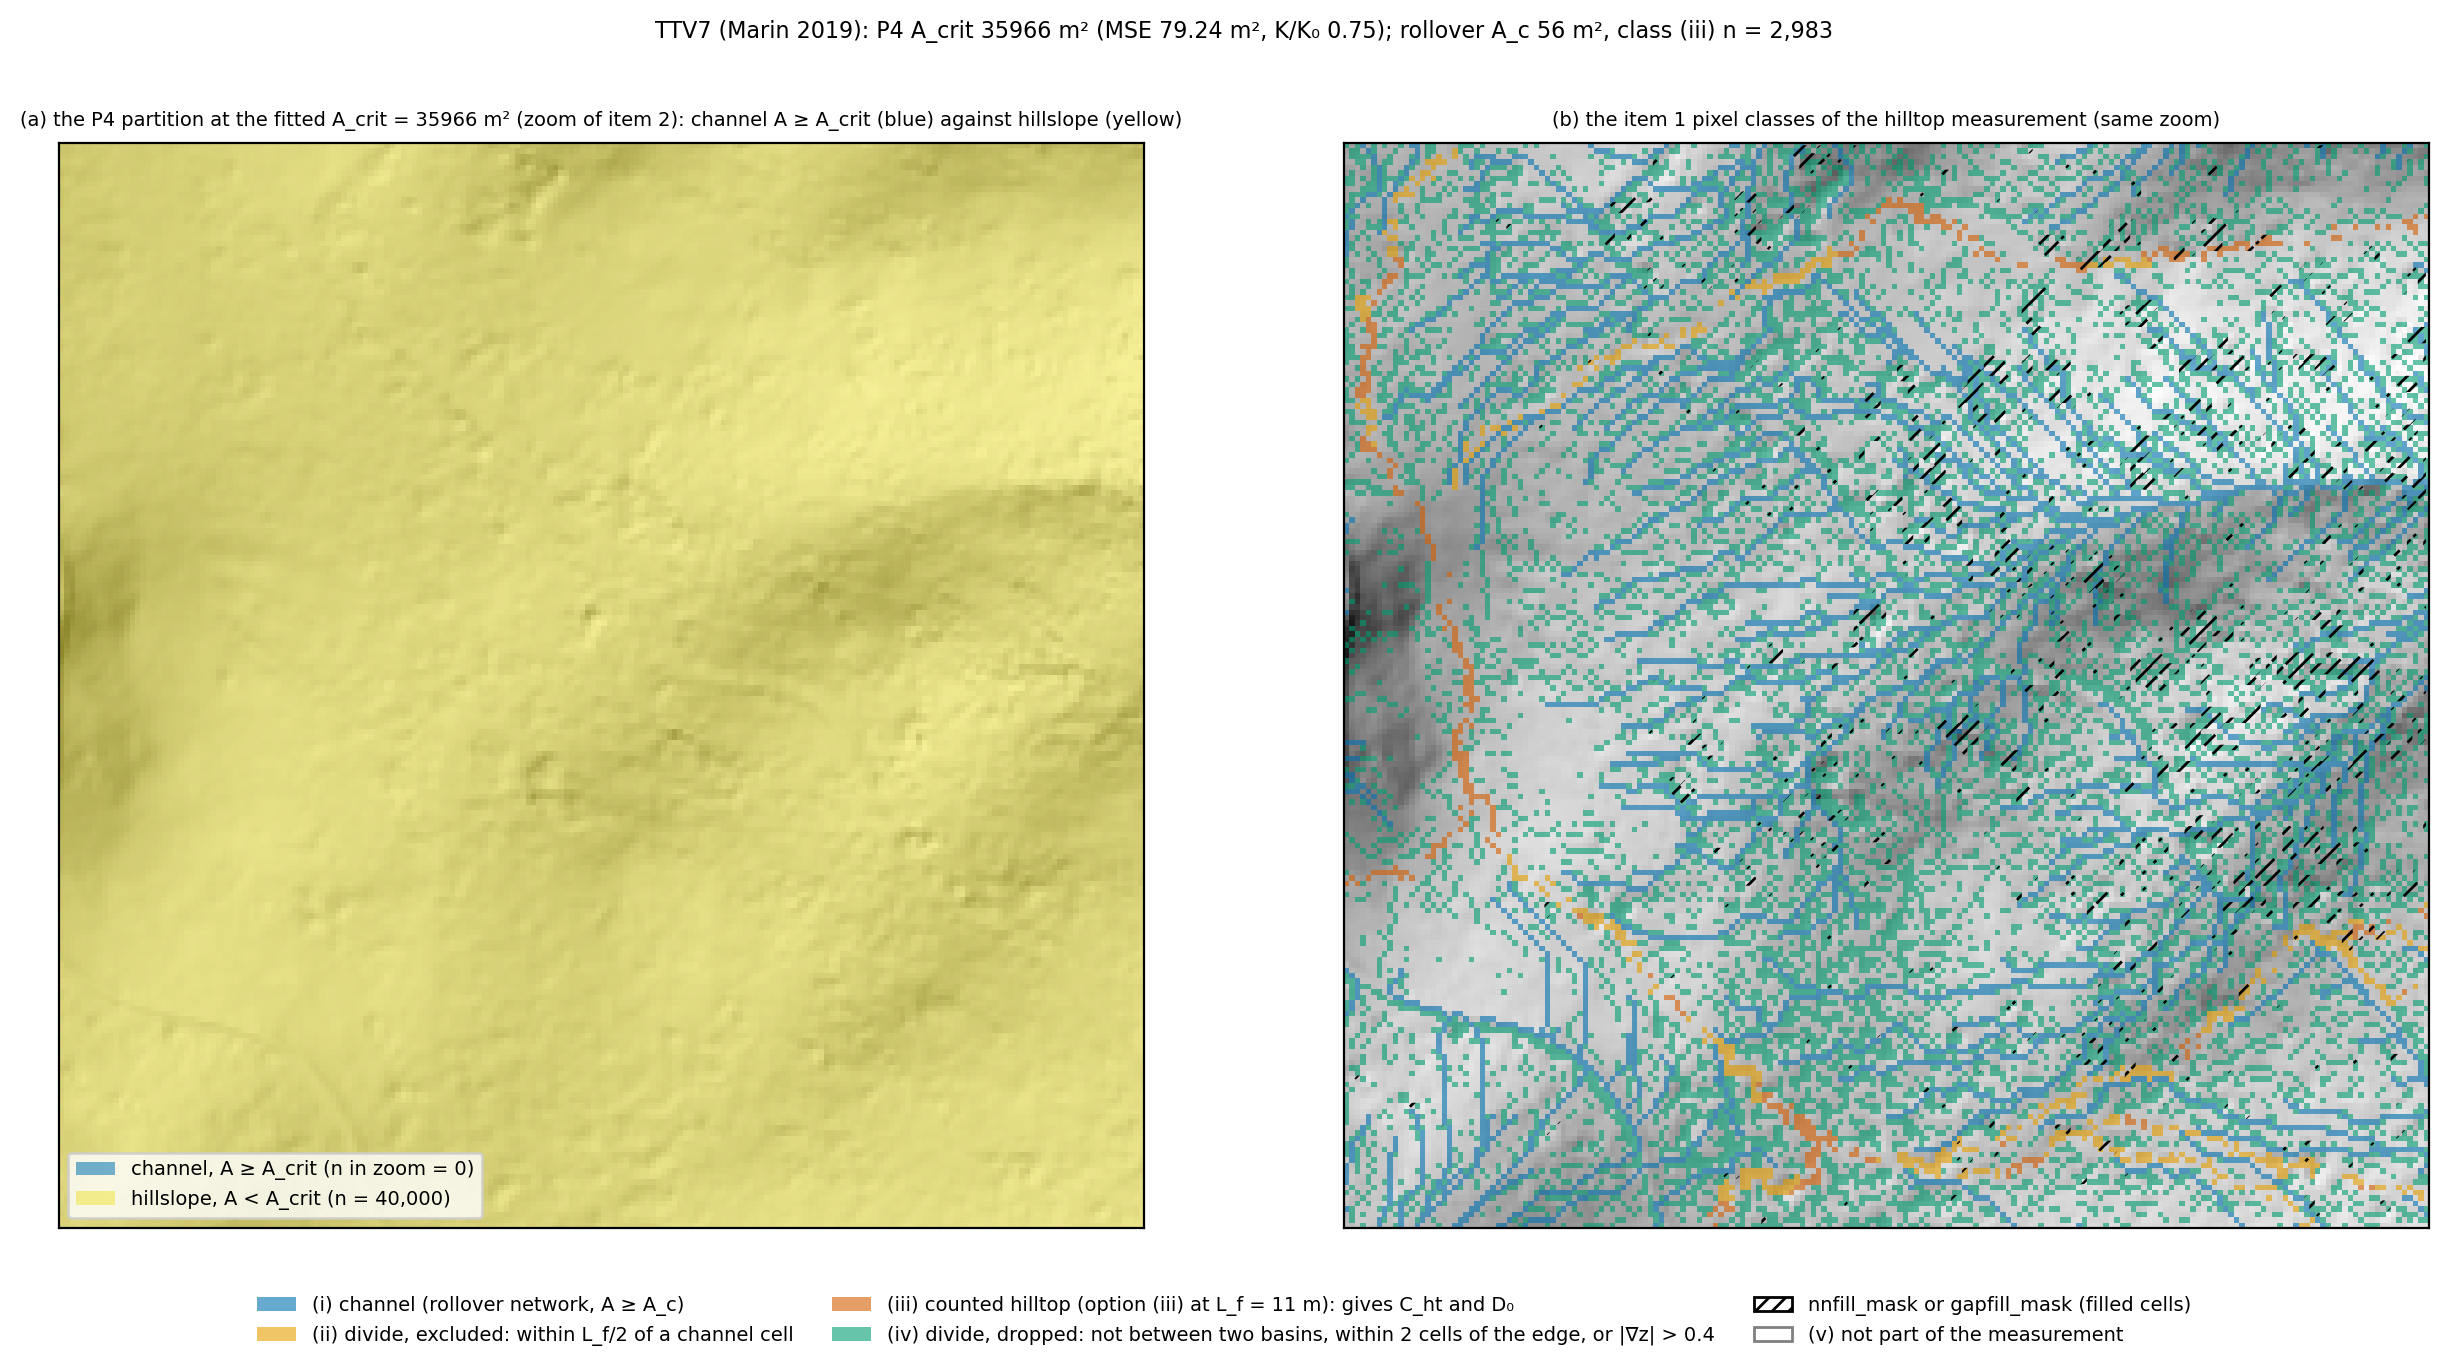 TTV7 (Marin 2019): P4 A_crit 35966 m² (MSE 79.24 m², K/K₀ 0.75); rollover A_c 56 m², class (iii) n = 2,983
(a) the P4 partition at the fitted A_crit = 35966 m² (zoom of item 2): channel A ≥ A_crit (blue) against hillslope (yellow)
(b) the item 1 pixel classes of the hilltop measurement (same zoom)
channel, A ≥ A_crit (n in zoom = 0)
hillslope, A < A_crit (n = 40,000)
(i) channel (rollover network, A ≥ A_c)
(ii) divide, excluded: within L_f/2 of a channel cell
(iii) counted hilltop (option (iii) at L_f = 11 m): gives C_ht and D₀
(iv) divide, dropped: not between two basins, within 2 cells of the edge, or |∇z| > 0.4
nnfill_mask or gapfill_mask (filled cells)
(v) not part of the measurement